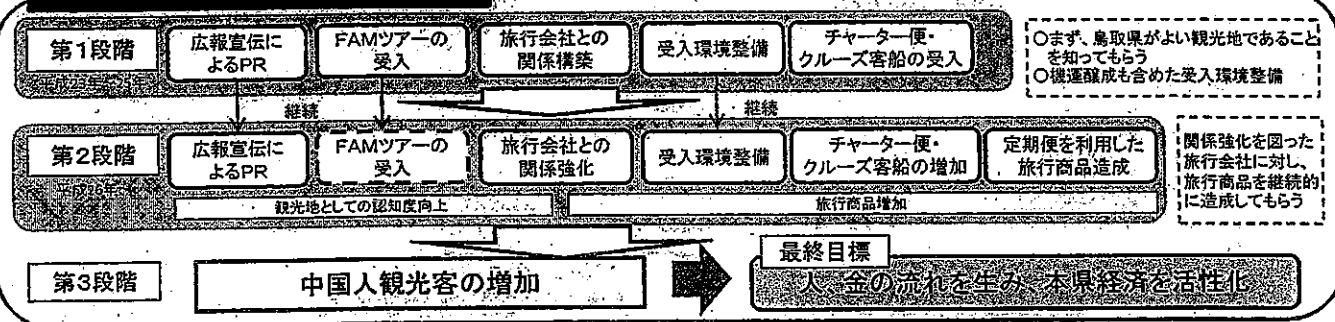 第1段階
広報宣伝に
よるPR
FAMツアーの
受入
旅行会社との
関係構築
受入環境整備
チャーター便・
クルーズ客船の受入
○まず、鳥取県がよい観光地であること
を知ってもらう
○機運醸成も含めた受入環境整備
継続
継続
第2段階
広報宣伝に
よるPR
FAMツアーの
受入
旅行会社との
関係強化
受入環境整備
チャーター便・
クルーズ客船の増加
定期便を利用した
旅行商品造成
観光地としての認知度向上
旅行商品増加
関係強化を図った
旅行会社に対し、
旅行商品を継続的
に造成してもらう
第3段階
中国人観光客の増加
最終目標
人、金の流れを生み、本県経済を活性化